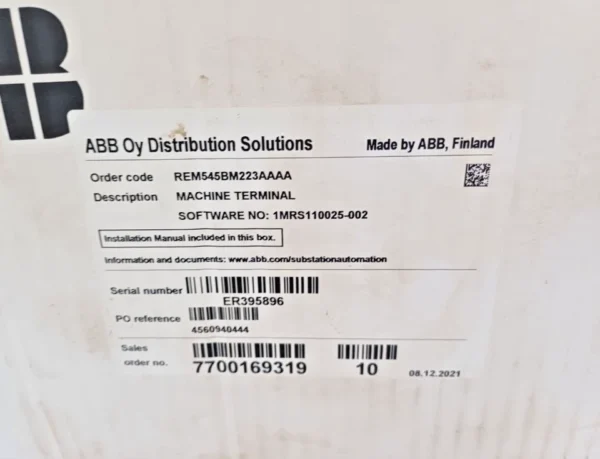 ABB
ABB Oy Distribution Solutions Made by ABB, Finland
Order code REM545BM223AAAA
Description MACHINE TERMINAL
SOFTWARE NO: 1MRS110025-002
Installation Manual included in this box.
Information and documents: www.abb.com/substationautomation
Serial number
ER395896
PO reference
4560940444
Sales
order no. 7700169319 10 08.12.2021